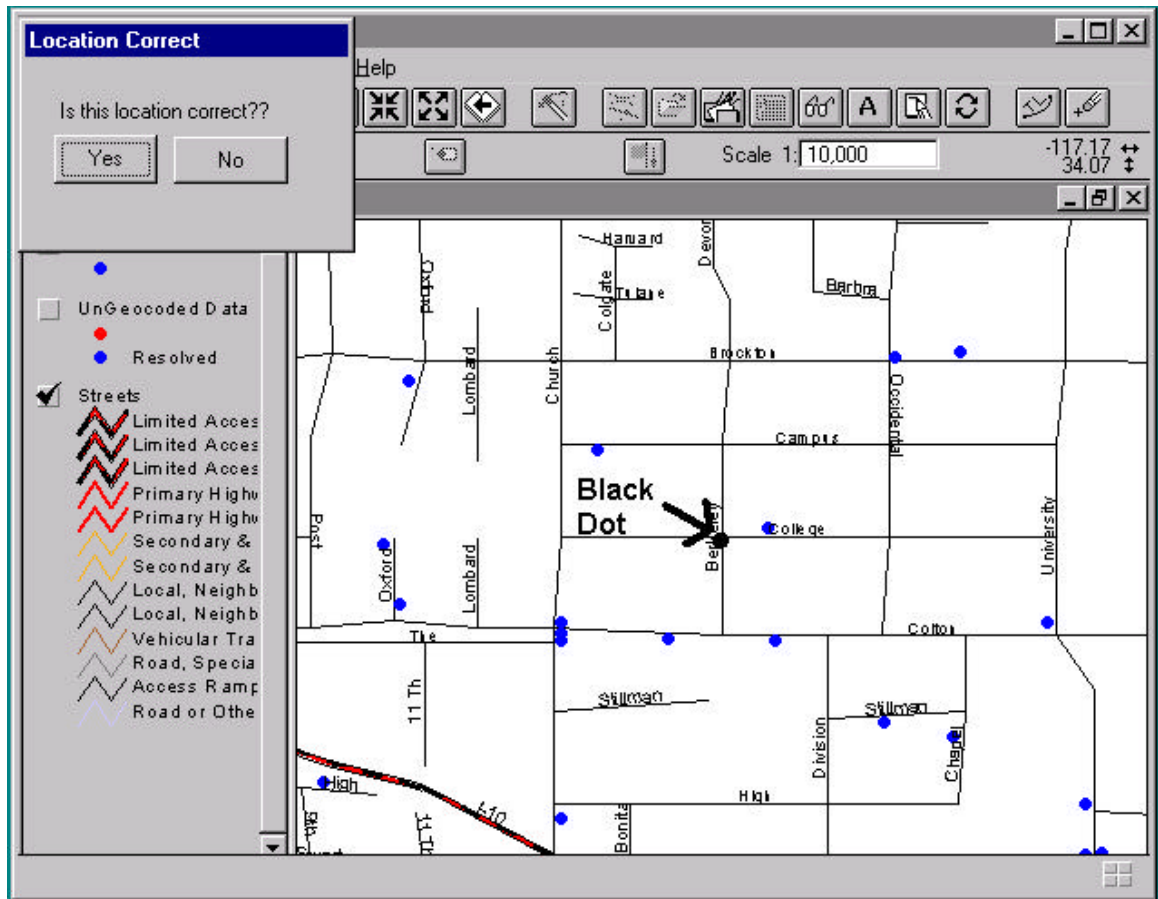 Location Correct
Is this location correct??
Yes
No
Help
A
Scale 1: 10,000
-117.17
34.07
UnGeocoded Data
Resolved
Streets
Limited Acces
Limited Acces
Limited Acces
Primary Highw
Primary Highw
Secondary &
Secondary &
Local, Neighb
Local, Neighb
Vehicular Tra
Road, Specia
Access Ramp
Road or Othe
Harvard
Devon
Oxford
Colgate
Tulane
Barbra
Brockton
Lombard
Church
Occidental
Campus
Black
Dot
Post
Berkeley
College
University
Oxford
Lombard
The
Colton
11 Th
Stillman
Stillman
Division
Chapel
High
High
I-10
11 Th
Bonita